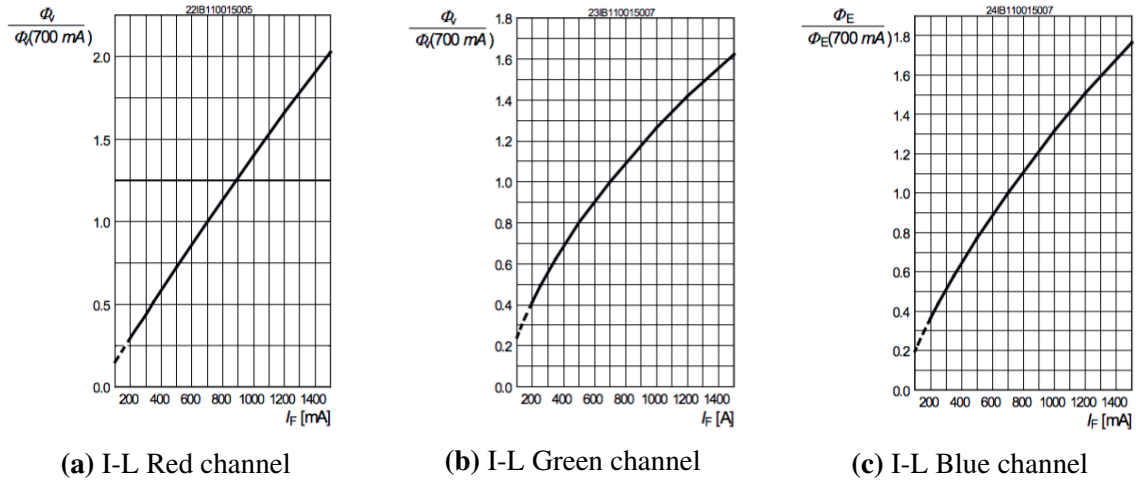 22IB110015005
Φv
Φv(700 mA)
2.0
1.5
1.0
0.5
0.0
200 400 600 800 1000 1200 1400
IF [mA]
(a) I-L Red channel
23IB110015007
Φv
Φv(700 mA)
1.8
1.6
1.4
1.2
1.0
0.8
0.6
0.4
0.2
0.0
200 400 600 800 1000 1200 1400
IF [A]
(b) I-L Green channel
24IB110015007
ΦE
ΦE(700 mA)
1.8
1.6
1.4
1.2
1.0
0.8
0.6
0.4
0.2
0.0
200 400 600 800 1000 1200 1400
IF [mA]
(c) I-L Blue channel